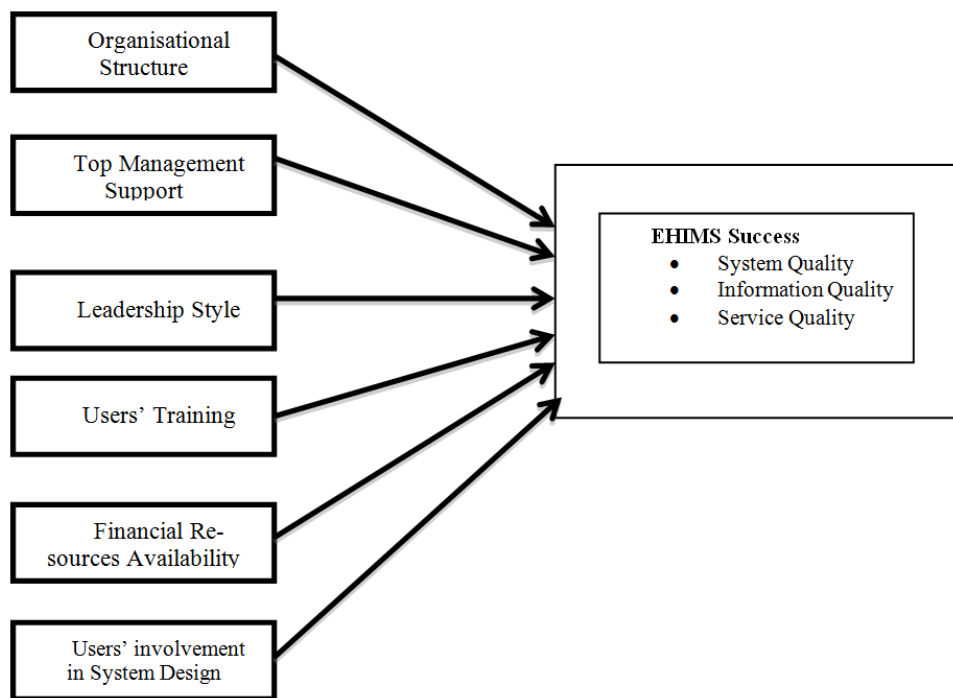 Organisational
Structure
Top Management
Support
Leadership Style
Users’ Training
Financial Re-
sources Availability
Users’ involvement
in System Design
EHIMS Success
• System Quality
• Information Quality
• Service Quality